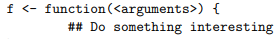 f <- function(<arguments>) {
        ## Do something interesting